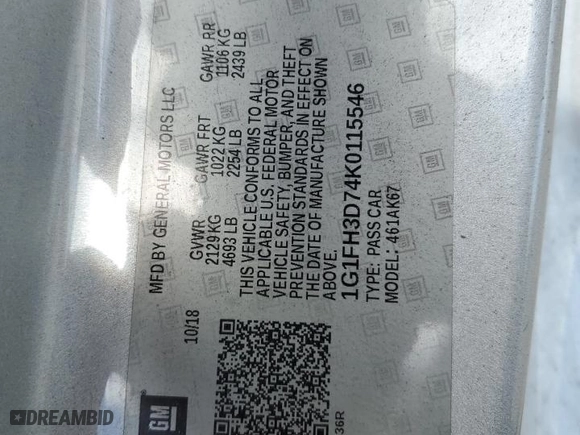 MFD BY GENERAL MOTORS LLC
10/18
GVWR
2129 KG
4693 LB
GAWR FRT
1022 KG
2254 LB
GAWR RR
1106 KG
2439 LB
THIS VEHICLE CONFORMS TO ALL
APPLICABLE U.S. FEDERAL MOTOR
VEHICLE SAFETY, BUMPER, AND THEFT
PREVENTION STANDARDS IN EFFECT ON
THE DATE OF MANUFACTURE SHOWN
ABOVE.
1G1FH3D74K0115546
TYPE: PASS CAR
MODEL: 461AK67
GM
36R
DREAMBID